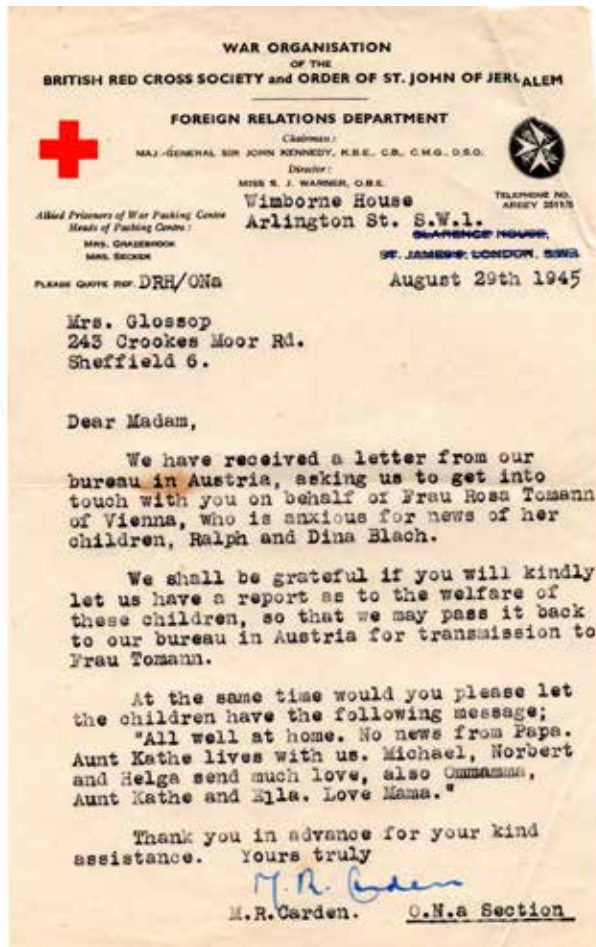 WAR ORGANISATION
OF THE
BRITISH RED CROSS SOCIETY and ORDER OF ST. JOHN OF JERUSALEM
FOREIGN RELATIONS DEPARTMENT
Chairman:
MAJ.-GENERAL SIR JOHN KENNEDY, K.B.E., C.B., C.M.G., D.S.O.
Director:
MISS S. J. WARNER, O.B.E.
Wimborne House
Arlington St. S.W.1.
TELEPHONE NO.
CLARENCE HOUSE,
ST. JAMES'S, LONDON, S.W.1
Allied Prisoners of War Packing Centre
Heads of Packing Centre:
MRS. GRAZEBROOK
MRS. SECKER
PLEASE QUOTE REF. DRH/ONa
August 29th 1945
Mrs. Glossop
243 Crookes Moor Rd.
Sheffield 6.
Dear Madam,
We have received a letter from our
bureau in Austria, asking us to get into
touch with you on behalf of Frau Rosa Tomann
of Vienna, who is anxious for news of her
children, Ralph and Dina Blach.
We shall be grateful if you will kindly
let us have a report as to the welfare of
these children, so that we may pass it back
to our bureau in Austria for transmission to
Frau Tomann.
At the same time would you please let
the children have the following message;
"All well at home. No news from Papa.
Aunt Kathe lives with us. Michael, Norbert
and Helga send much love, also Ommamma,
Aunt Kathe and Ella. Love Mama."
Thank you in advance for your kind
assistance. Yours truly
M. R. Carden
M.R.Carden. O.N.a Section